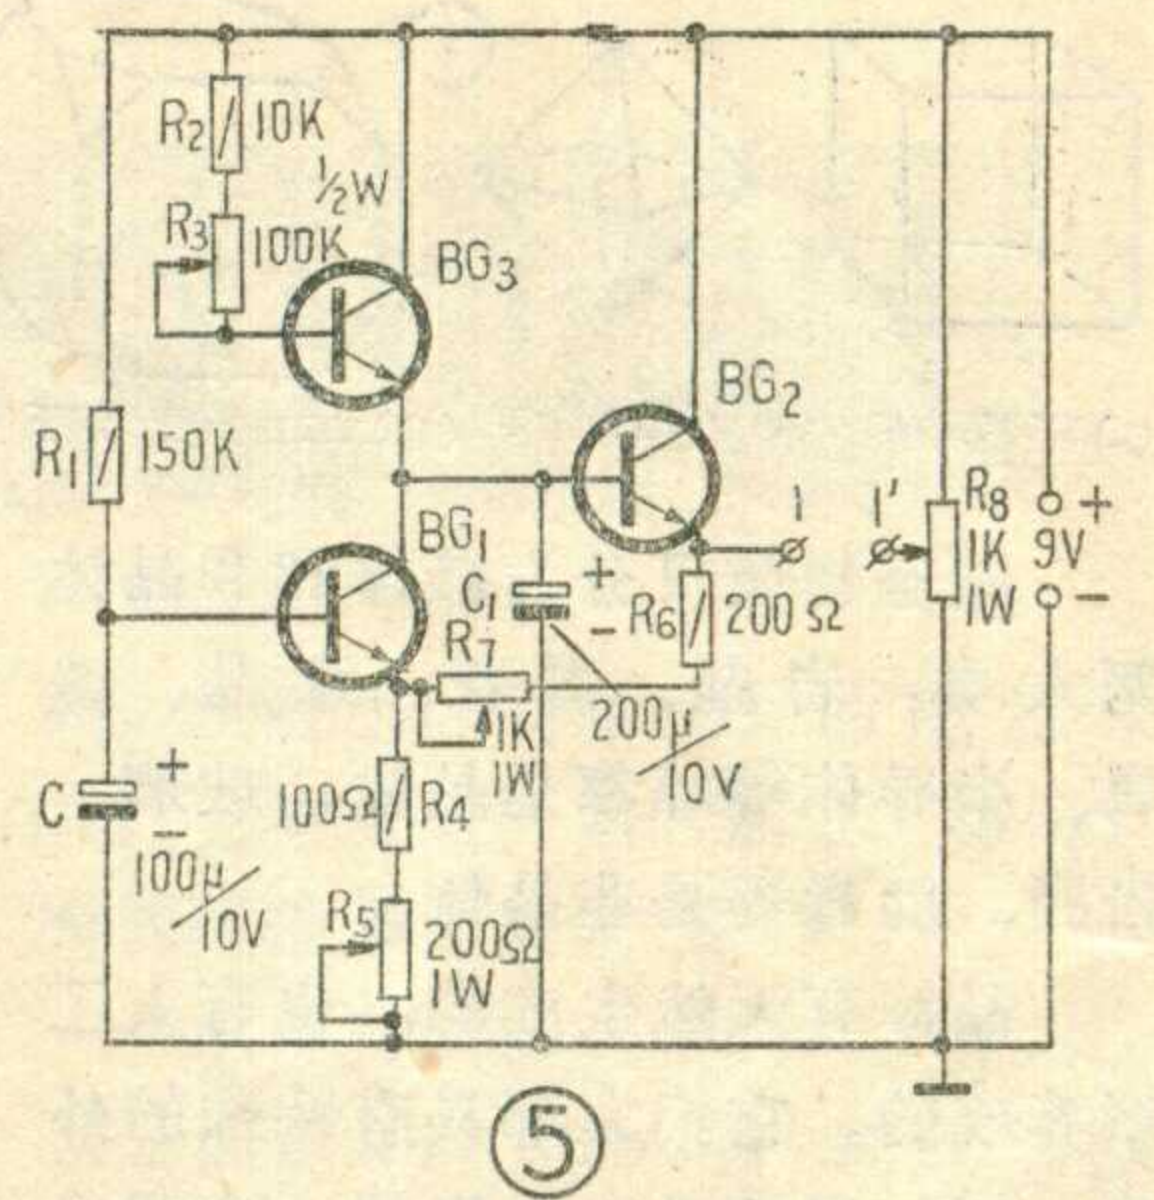 R2 10K
½W
R3 100K
BG3
BG2
R1 150K
BG1
1
1'
R8
1K
1W
+
9V
−
C1
+
−
R6 200Ω
R7
1K
1W
200μ/10V
C
+
−
100μ/10V
100Ω R4
R5
200Ω
1W
5